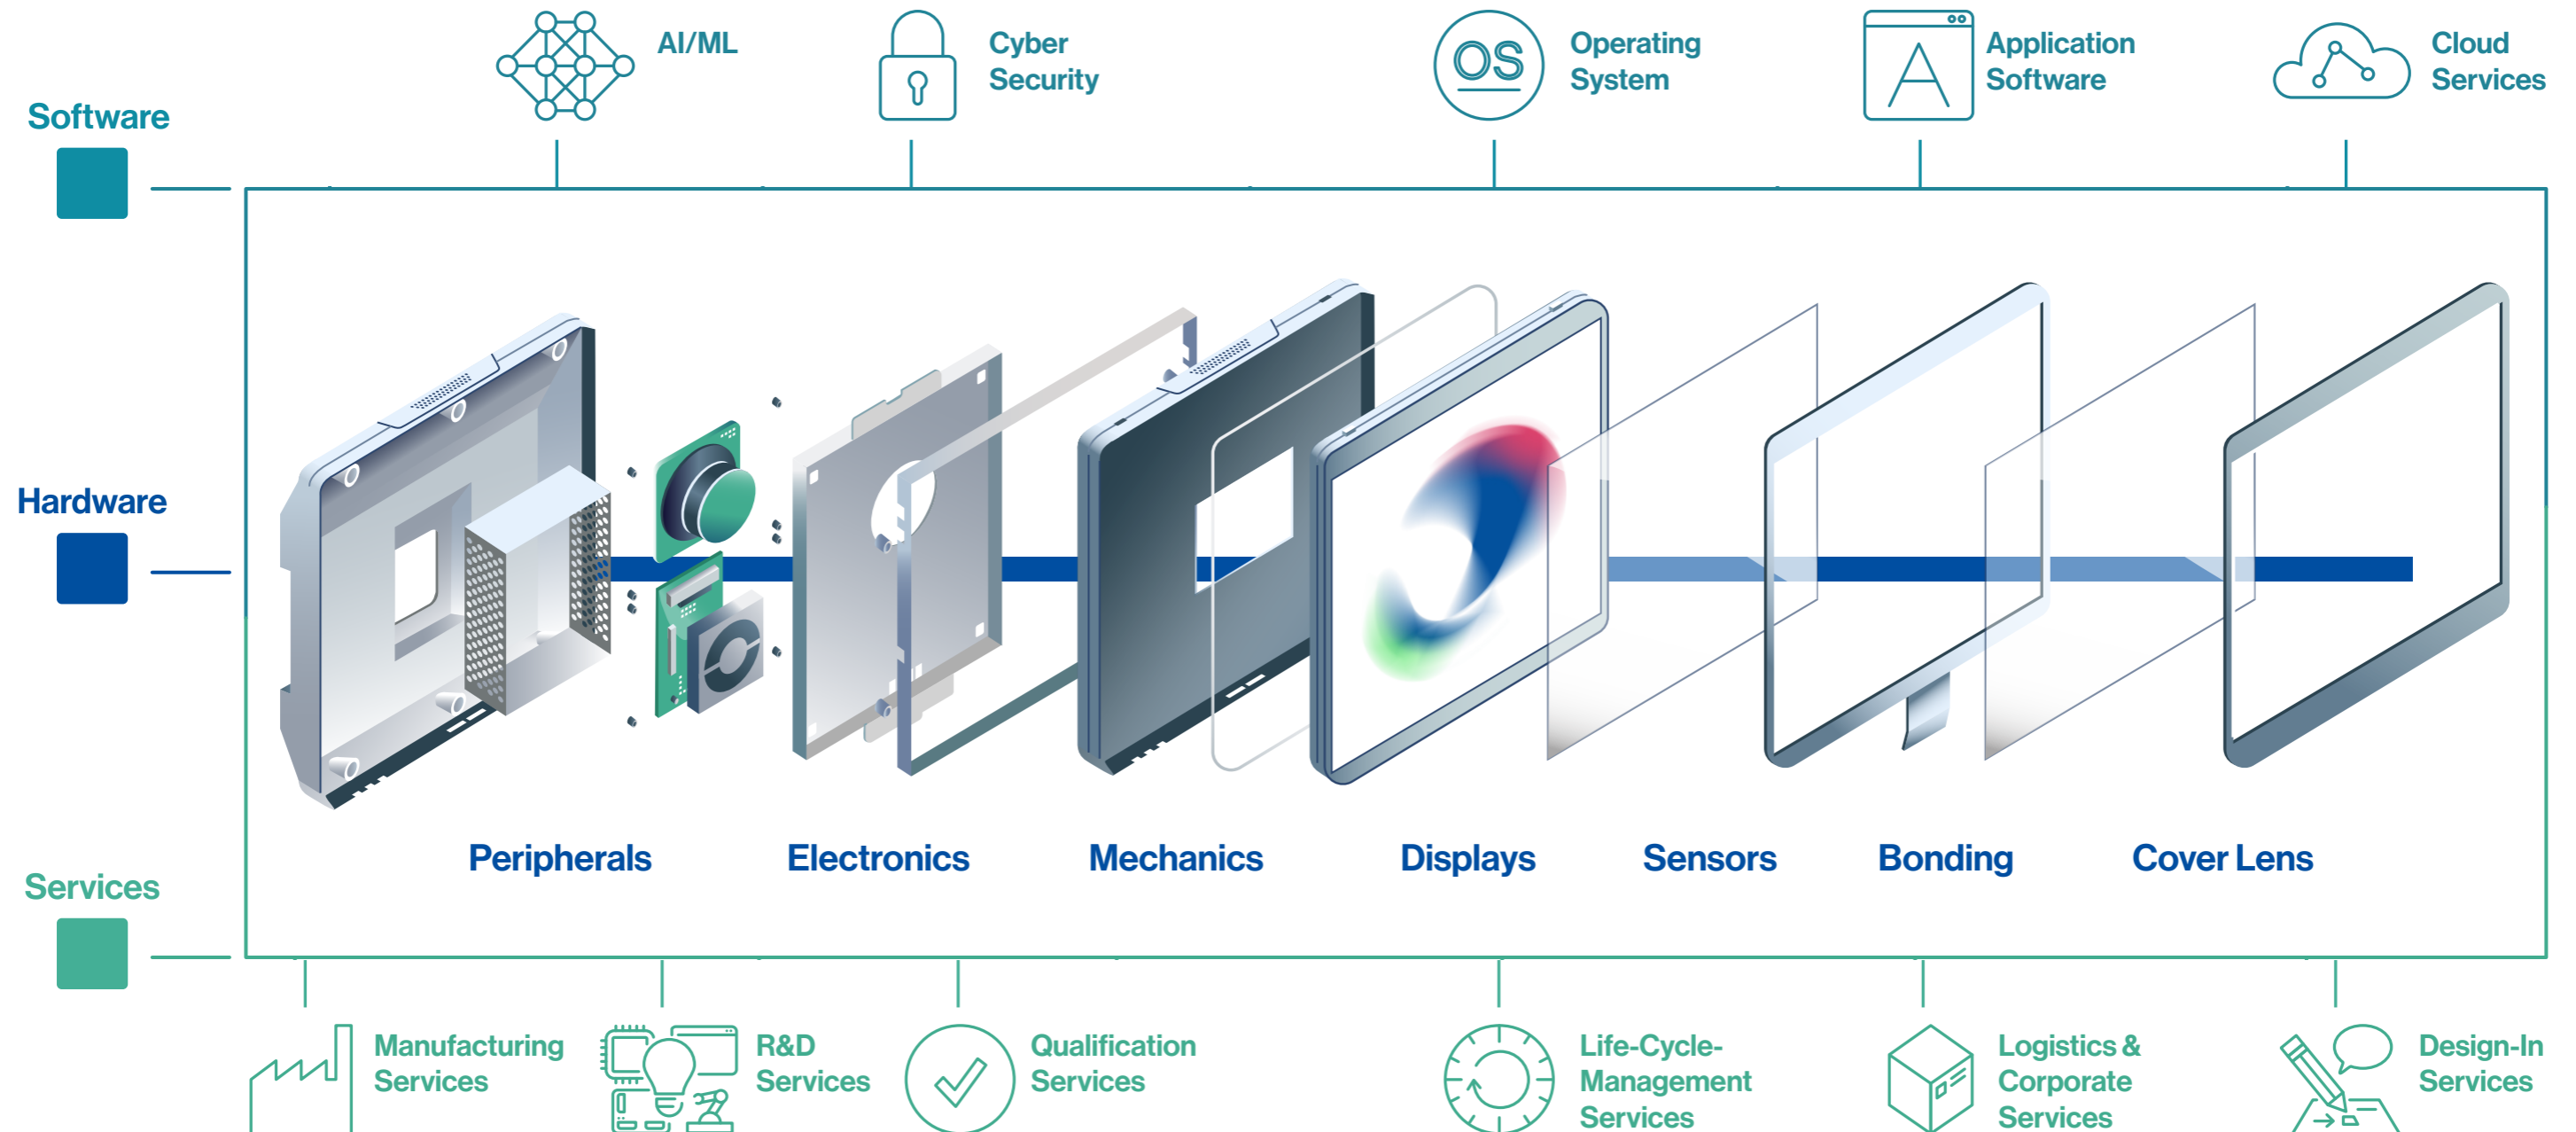 AI/ML
Cyber
Security
OS
Operating
System
A
Application
Software
Cloud
Services
Software
Hardware
Peripherals
Electronics
Mechanics
Displays
Sensors
Bonding
Cover Lens
Services
Manufacturing
Services
R&D
Services
Qualification
Services
Life-Cycle-
Management
Services
Logistics &
Corporate
Services
Design-In
Services